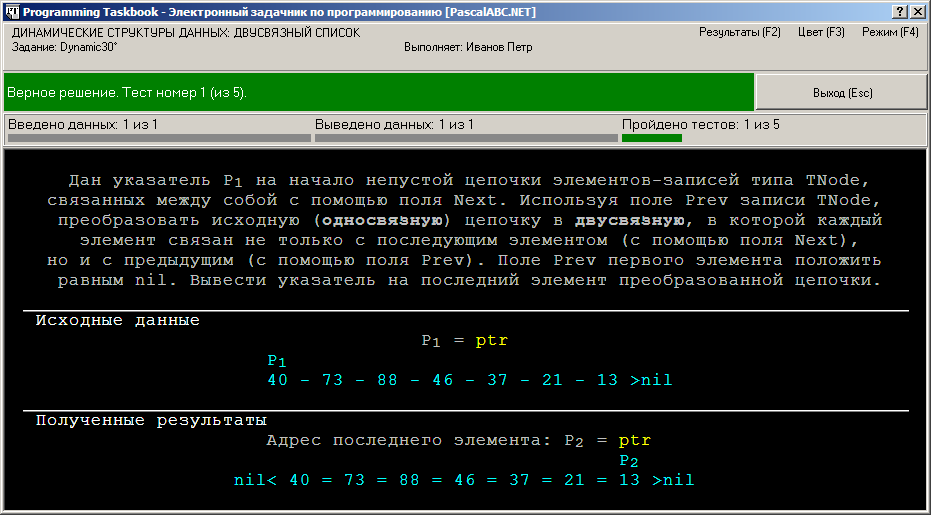 Programming Taskbook - Электронный задачник по программированию [PascalABC.NET]
ДИНАМИЧЕСКИЕ СТРУКТУРЫ ДАННЫХ: ДВУСВЯЗНЫЙ СПИСОК
Результаты (F2) Цвет (F3) Режим (F4)
Задание: Dynamic30° Выполняет: Иванов Петр
Верное решение. Тест номер 1 (из 5). Выход (Esc)
Введено данных: 1 из 1 Выведено данных: 1 из 1 Пройдено тестов: 1 из 5
Дан указатель P1 на начало непустой цепочки элементов-записей типа TNode,
связанных между собой с помощью поля Next. Используя поле Prev записи TNode,
преобразовать исходную (односвязную) цепочку в двусвязную, в которой каждый
элемент связан не только с последующим элементом (с помощью поля Next),
но и с предыдущим (с помощью поля Prev). Поле Prev первого элемента положить
равным nil. Вывести указатель на последний элемент преобразованной цепочки.
Исходные данные
P1 = ptr
P1
40 - 73 - 88 - 46 - 37 - 21 - 13 >nil
Полученные результаты
Адрес последнего элемента: P2 = ptr
P2
nil< 40 = 73 = 88 = 46 = 37 = 21 = 13 >nil